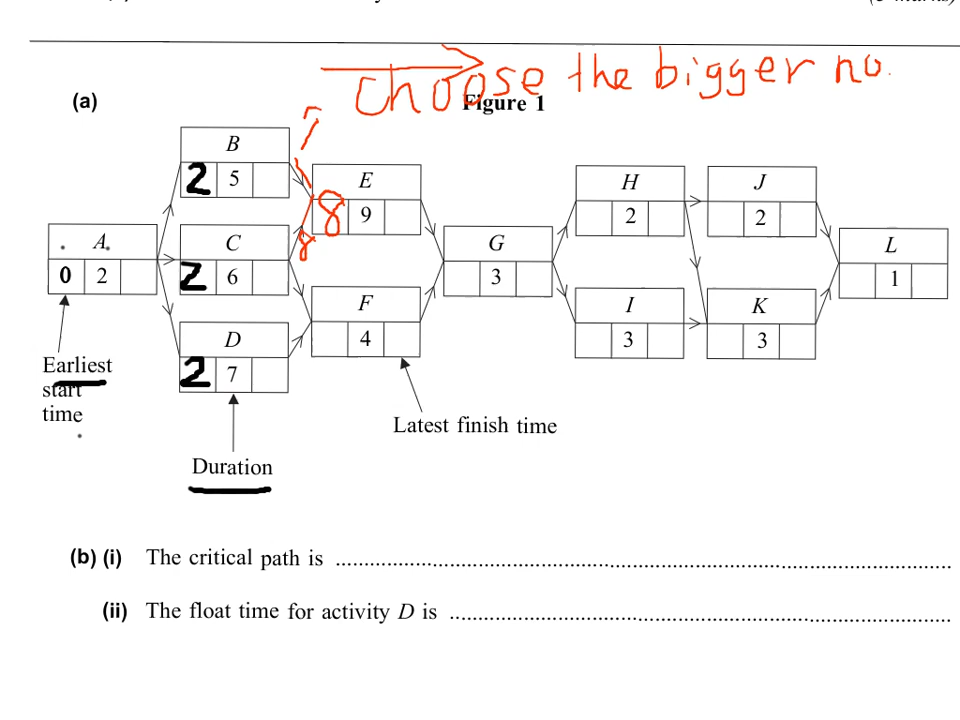 choose the bigger no.
(a)
Figure 1
B
2 5
7
E
8 9
H
2
J
2
A
0 2
C
2 6
8
G
3
L
1
D
2 7
F
4
I
3
K
3
Earliest
start
time
Latest finish time
Duration
(b) (i) The critical path is ........
(ii) The float time for activity D is ........